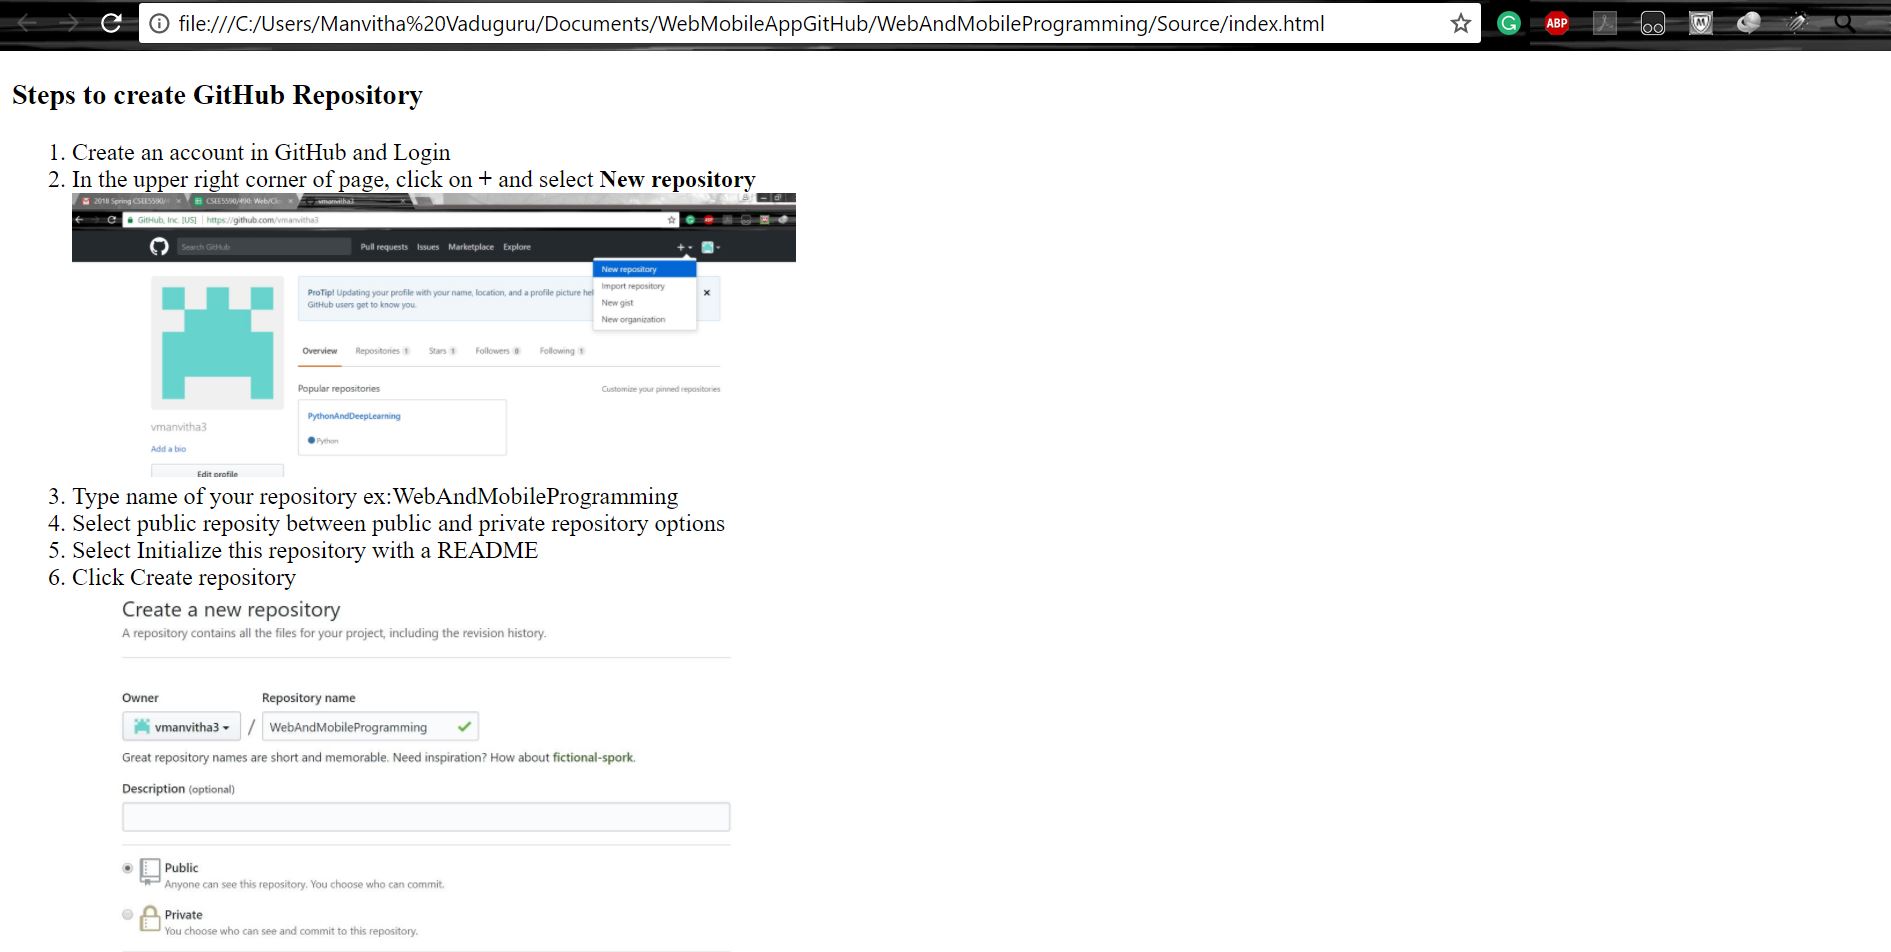 file:///C:/Users/Manvitha%20Vaduguru/Documents/WebMobileAppGitHub/WebAndMobileProgramming/Source/index.html
ABP
Steps to create GitHub Repository
1. Create an account in GitHub and Login
2. In the upper right corner of page, click on + and select New repository
2018 Spring CSEE5590/ CSEE5590/490: Web/Clo vmanvitha3
GitHub, Inc. [US] | https://github.com/vmanvitha3
Search GitHub Pull requests Issues Marketplace Explore +
New repository
Import repository
New gist
New organization
ProTip! Updating your profile with your name, location, and a profile picture hel
GitHub users get to know you.
Overview Repositories 1 Stars 1 Followers 0 Following 1
Popular repositories Customize your pinned repositories
PythonAndDeepLearning
Python
vmanvitha3
Add a bio
Edit profile
3. Type name of your repository ex:WebAndMobileProgramming
4. Select public reposity between public and private repository options
5. Select Initialize this repository with a README
6. Click Create repository
Create a new repository
A repository contains all the files for your project, including the revision history.
Owner Repository name
vmanvitha3 / WebAndMobileProgramming
Great repository names are short and memorable. Need inspiration? How about fictional-spork.
Description (optional)
Public
Anyone can see this repository. You choose who can commit.
Private
You choose who can see and commit to this repository.